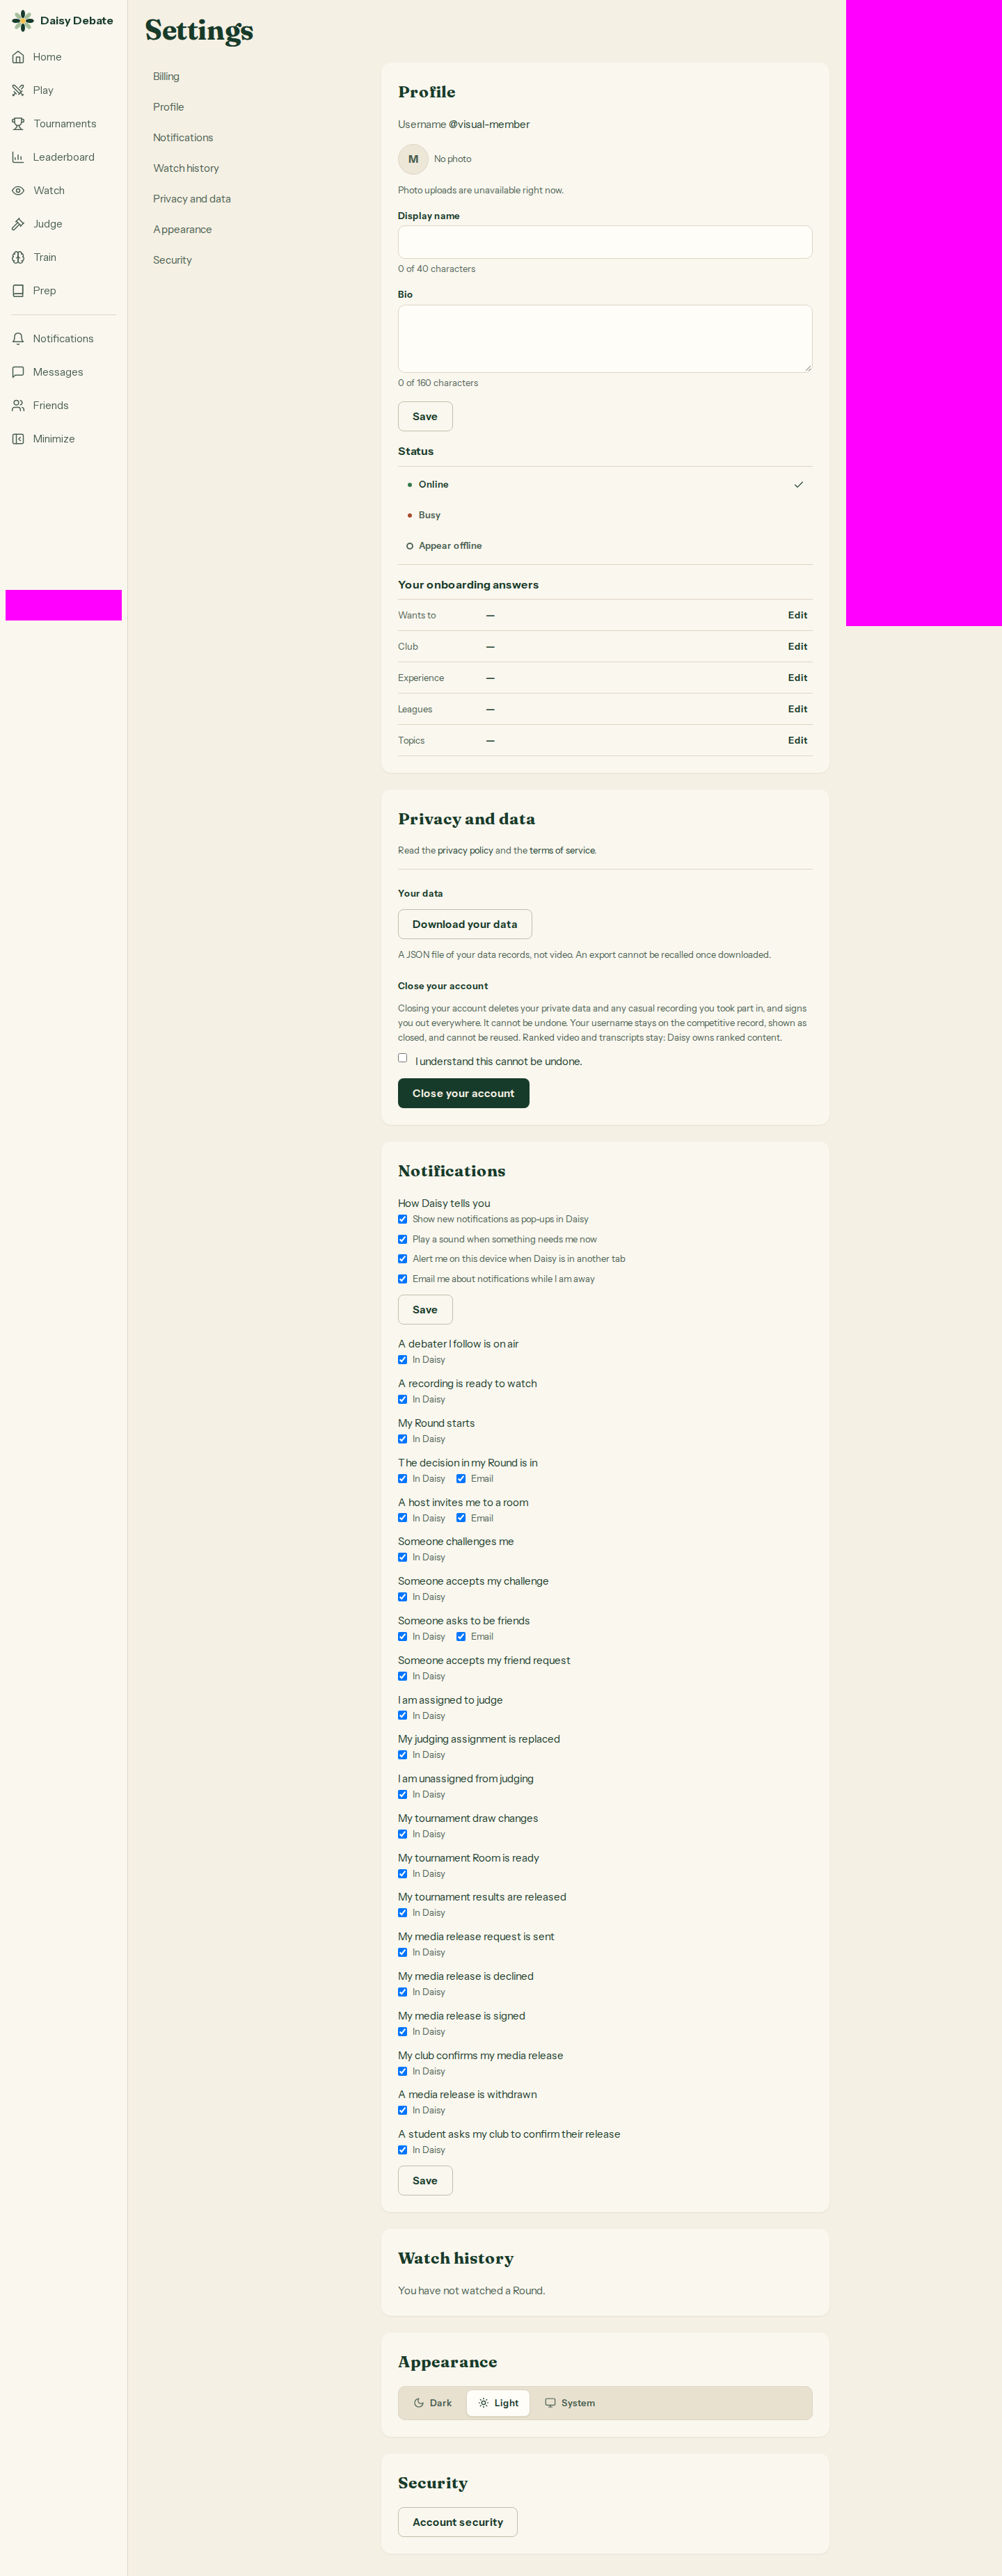 Daisy Debate
Home
Play
Tournaments
Leaderboard
Watch
Judge
Train
Prep
Notifications
Messages
Friends
Minimize
Settings
Billing
Profile
Notifications
Watch history
Privacy and data
Appearance
Security
Profile
Username @visual-member
M No photo
Photo uploads are unavailable right now.
Display name
0 of 40 characters
Bio
0 of 160 characters
Save
Status
Online
Busy
Appear offline
Your onboarding answers
Wants to — Edit
Club — Edit
Experience — Edit
Leagues — Edit
Topics — Edit
Privacy and data
Read the privacy policy and the terms of service.
Your data
Download your data
A JSON file of your data records, not video. An export cannot be recalled once downloaded.
Close your account
Closing your account deletes your private data and any casual recording you took part in, and signs
you out everywhere. It cannot be undone. Your username stays on the competitive record, shown as
closed, and cannot be reused. Ranked video and transcripts stay: Daisy owns ranked content.
I understand this cannot be undone.
Close your account
Notifications
How Daisy tells you
Show new notifications as pop-ups in Daisy
Play a sound when something needs me now
Alert me on this device when Daisy is in another tab
Email me about notifications while I am away
Save
A debater I follow is on air
In Daisy
A recording is ready to watch
In Daisy
My Round starts
In Daisy
The decision in my Round is in
In Daisy Email
A host invites me to a room
In Daisy Email
Someone challenges me
In Daisy
Someone accepts my challenge
In Daisy
Someone asks to be friends
In Daisy Email
Someone accepts my friend request
In Daisy
I am assigned to judge
In Daisy
My judging assignment is replaced
In Daisy
I am unassigned from judging
In Daisy
My tournament draw changes
In Daisy
My tournament Room is ready
In Daisy
My tournament results are released
In Daisy
My media release request is sent
In Daisy
My media release is declined
In Daisy
My media release is signed
In Daisy
My club confirms my media release
In Daisy
A media release is withdrawn
In Daisy
A student asks my club to confirm their release
In Daisy
Save
Watch history
You have not watched a Round.
Appearance
Dark Light System
Security
Account security